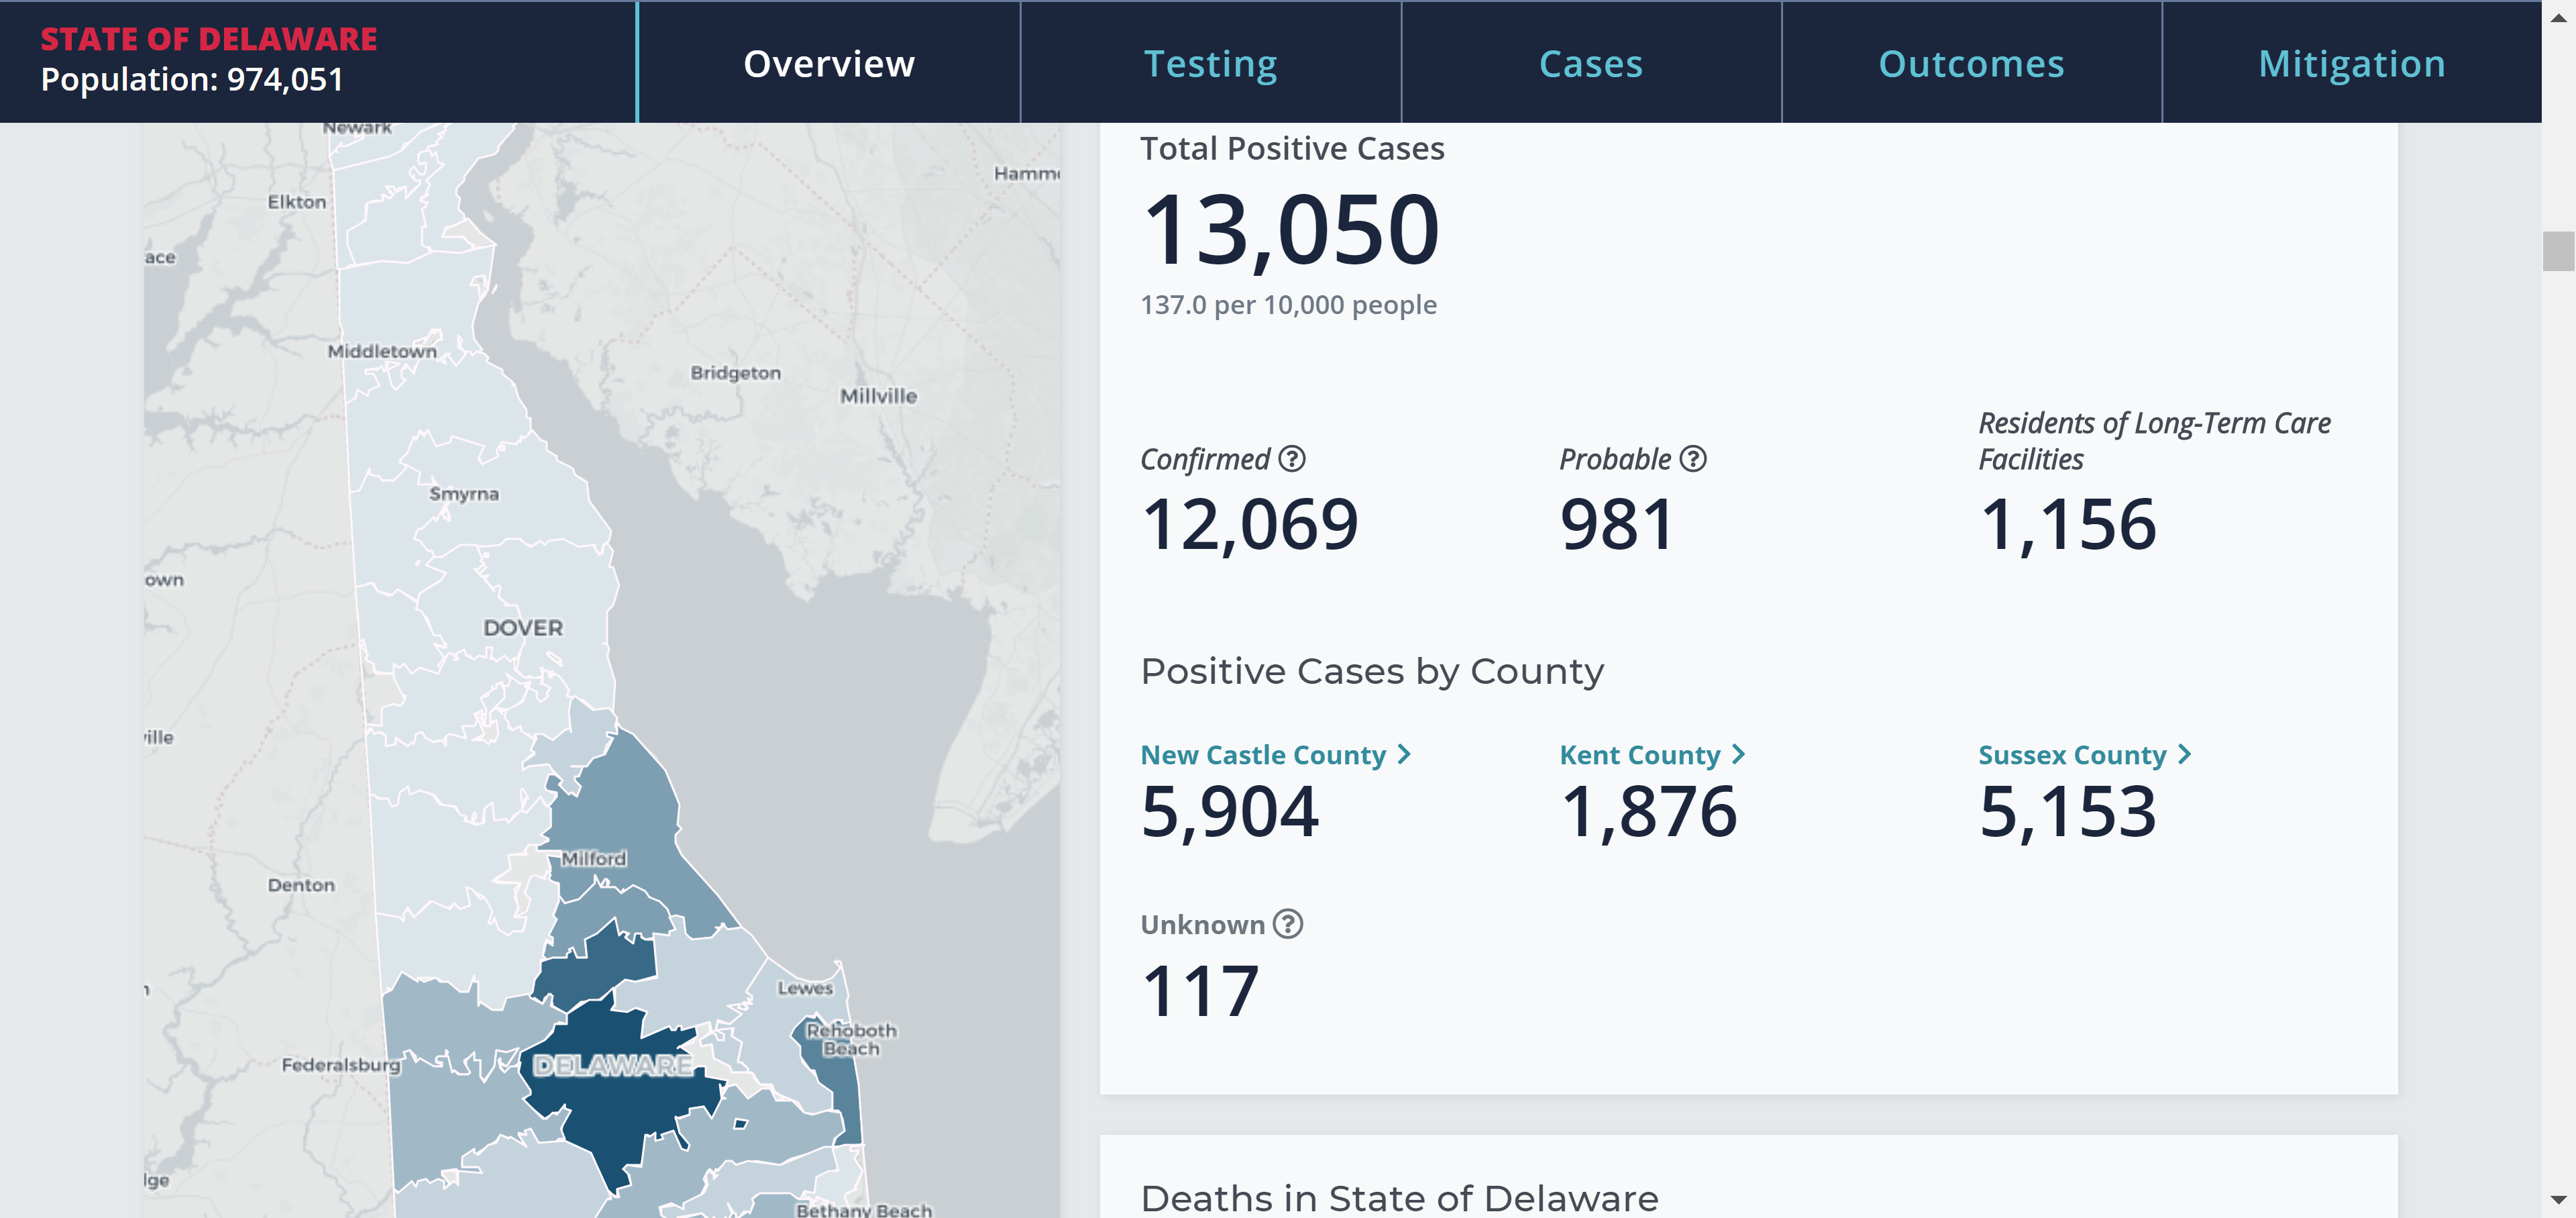 STATE OF DELAWARE
Population: 974,051
Overview
Testing
Cases
Outcomes
Mitigation
Newark
Elkton
Hamm
ace
Middletown
Bridgeton
Millville
Smyrna
own
DOVER
ville
Milford
Denton
Lewes
Rehoboth
Beach
Federalsburg
DELAWARE
lge
Bethany Beach
Total Positive Cases
13,050
137.0 per 10,000 people
Confirmed ?
12,069
Probable ?
981
Residents of Long-Term Care
Facilities
1,156
Positive Cases by County
New Castle County >
5,904
Kent County >
1,876
Sussex County >
5,153
Unknown ?
117
Deaths in State of Delaware